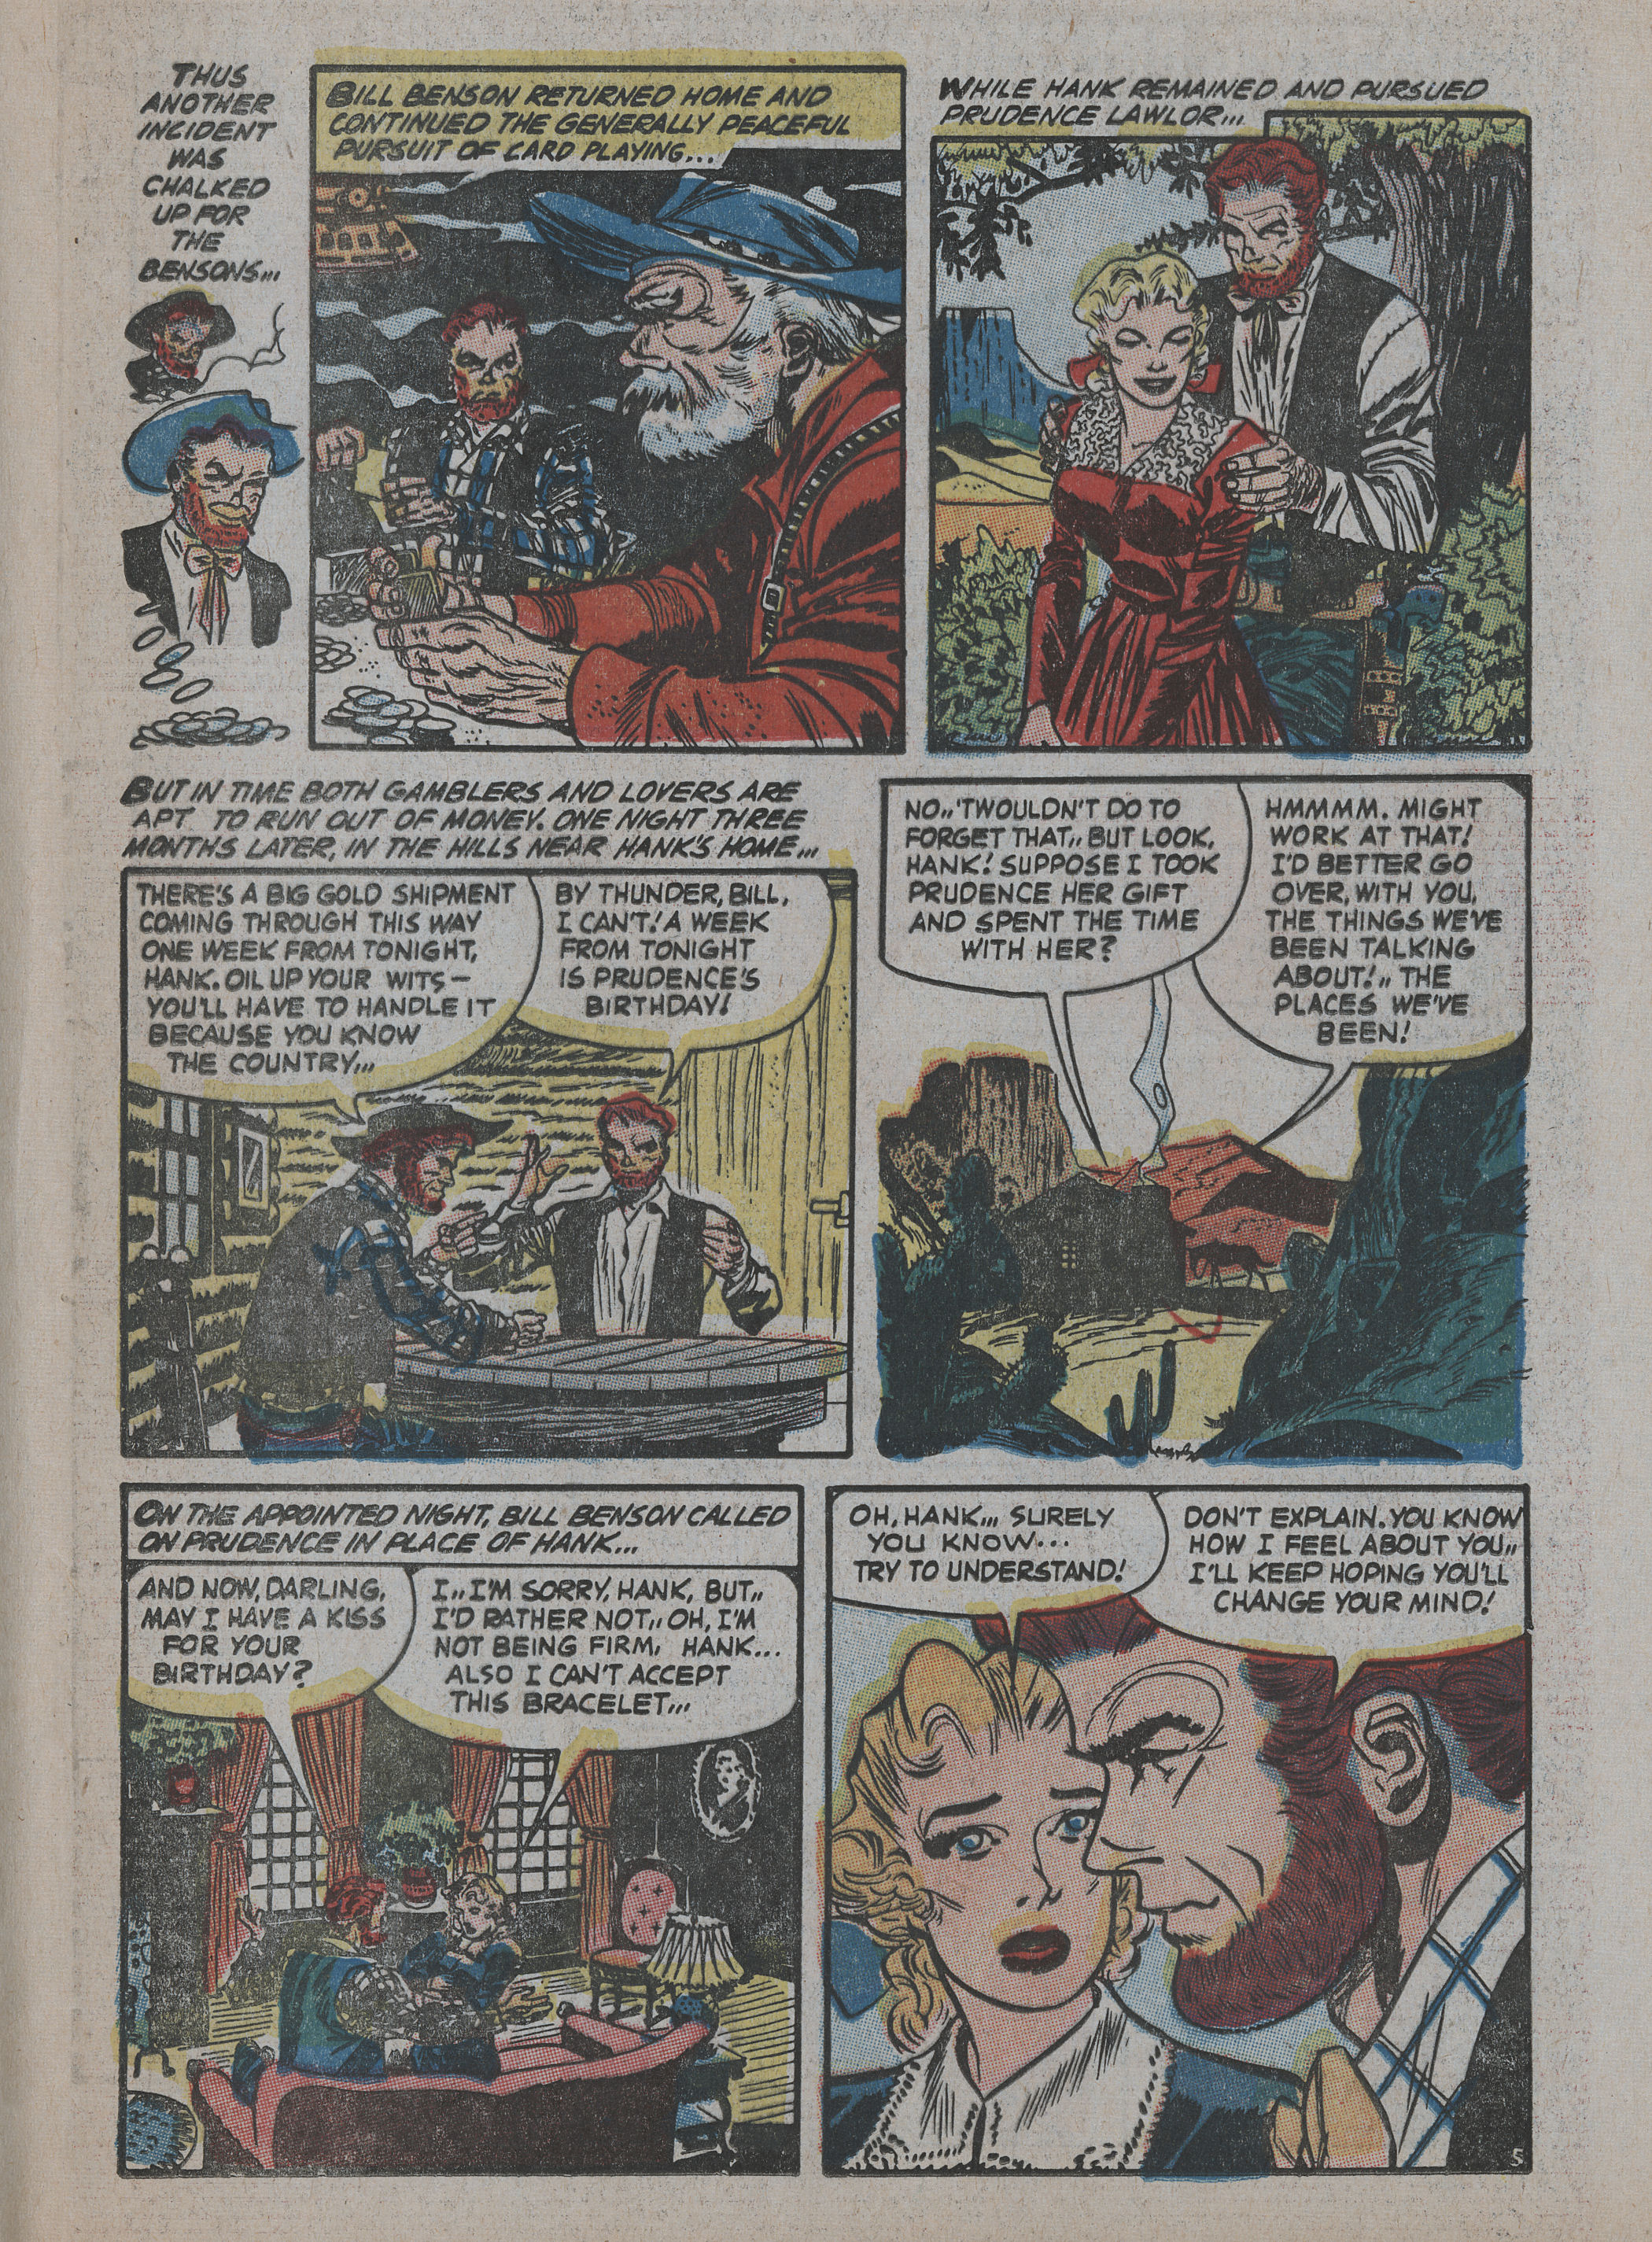 THUS
ANOTHER
INCIDENT
WAS
CHALKED
UP FOR
THE
BENSONS...
BILL BENSON RETURNED HOME AND
CONTINUED THE GENERALLY PEACEFUL
PURSUIT OF CARD PLAYING...
WHILE HANK REMAINED AND PURSUED
PRUDENCE LAWLOR...
BUT IN TIME BOTH GAMBLERS AND LOVERS ARE
APT TO RUN OUT OF MONEY. ONE NIGHT THREE
MONTHS LATER, IN THE HILLS NEAR HANK'S HOME...
THERE'S A BIG GOLD SHIPMENT
COMING THROUGH THIS WAY
ONE WEEK FROM TONIGHT,
HANK. OIL UP YOUR WITS —
YOU'LL HAVE TO HANDLE IT
BECAUSE YOU KNOW
THE COUNTRY...
BY THUNDER, BILL,
I CAN'T! A WEEK
FROM TONIGHT
IS PRUDENCE'S
BIRTHDAY!
NO.. 'TWOULDN'T DO TO
FORGET THAT.. BUT LOOK,
HANK! SUPPOSE I TOOK
PRUDENCE HER GIFT
AND SPENT THE TIME
WITH HER?
HMMMM. MIGHT
WORK AT THAT!
I'D BETTER GO
OVER, WITH YOU,
THE THINGS WE'VE
BEEN TALKING
ABOUT!.. THE
PLACES WE'VE
BEEN!
ON THE APPOINTED NIGHT, BILL BENSON CALLED
ON PRUDENCE IN PLACE OF HANK...
AND NOW, DARLING,
MAY I HAVE A KISS
FOR YOUR
BIRTHDAY?
I.. I'M SORRY, HANK, BUT..
I'D RATHER NOT.. OH, I'M
NOT BEING FIRM, HANK...
ALSO I CAN'T ACCEPT
THIS BRACELET...
OH, HANK... SURELY
YOU KNOW...
TRY TO UNDERSTAND!
DON'T EXPLAIN. YOU KNOW
HOW I FEEL ABOUT YOU..
I'LL KEEP HOPING YOU'LL
CHANGE YOUR MIND!
5